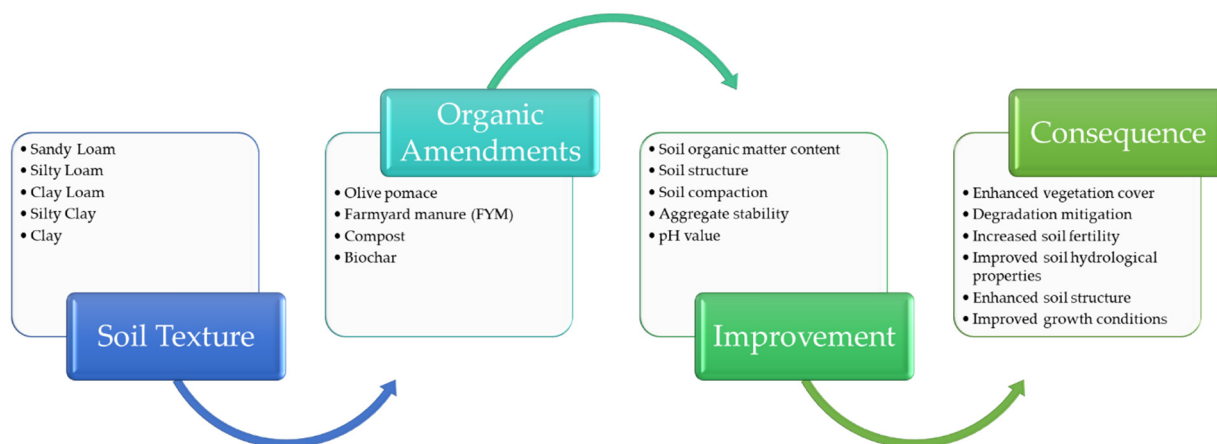 • Sandy Loam
• Silty Loam
• Clay Loam
• Silty Clay
• Clay
Soil Texture
Organic
Amendments
• Olive pomace
• Farmyard manure (FYM)
• Compost
• Biochar
• Soil organic matter content
• Soil structure
• Soil compaction
• Aggregate stability
• pH value
Improvement
Consequence
• Enhanced vegetation cover
• Degradation mitigation
• Increased soil fertility
• Improved soil hydrological
properties
• Enhanced soil structure
• Improved growth conditions